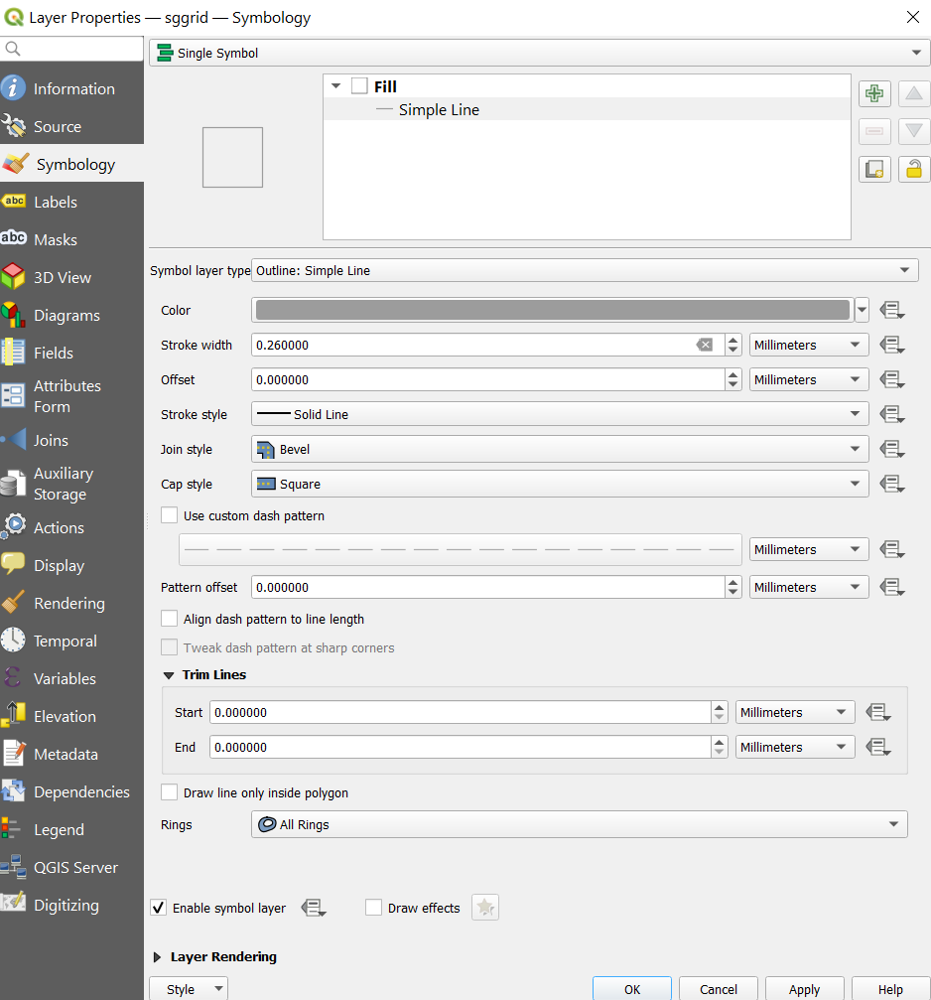 Layer Properties — sggrid — Symbology
Information
Source
Symbology
abc Labels
abc Masks
3D View
Diagrams
Fields
Attributes
Form
Joins
Auxiliary
Storage
Actions
Display
Rendering
Temporal
Variables
Elevation
Metadata
Dependencies
Legend
QGIS Server
Digitizing
Single Symbol
Fill
Simple Line
Symbol layer type Outline: Simple Line
Color
Stroke width 0.260000 Millimeters
Offset 0.000000 Millimeters
Stroke style Solid Line
Join style Bevel
Cap style Square
Use custom dash pattern
Millimeters
Pattern offset 0.000000 Millimeters
Align dash pattern to line length
Tweak dash pattern at sharp corners
Trim Lines
Start 0.000000 Millimeters
End 0.000000 Millimeters
Draw line only inside polygon
Rings All Rings
Enable symbol layer Draw effects
Layer Rendering
Style OK Cancel Apply Help